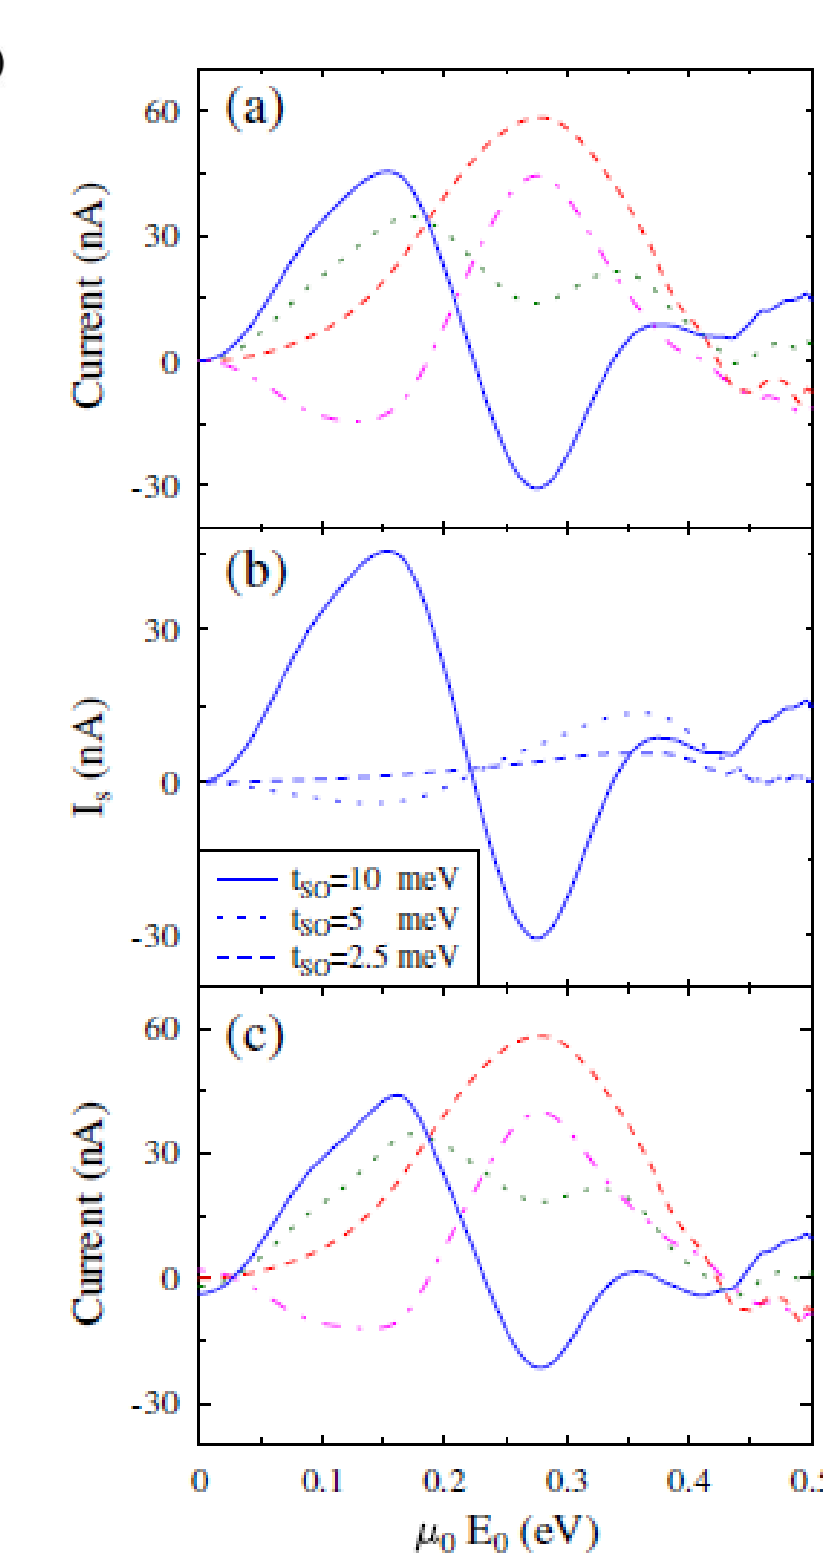 )
(a)
60
30
0
-30
Current (nA)
(b)
30
0
-30
I_s (nA)
t_SO=10 meV
t_SO=5 meV
t_SO=2.5 meV
(c)
60
30
0
-30
Current (nA)
0 0.1 0.2 0.3 0.4
μ_0 E_0 (eV)